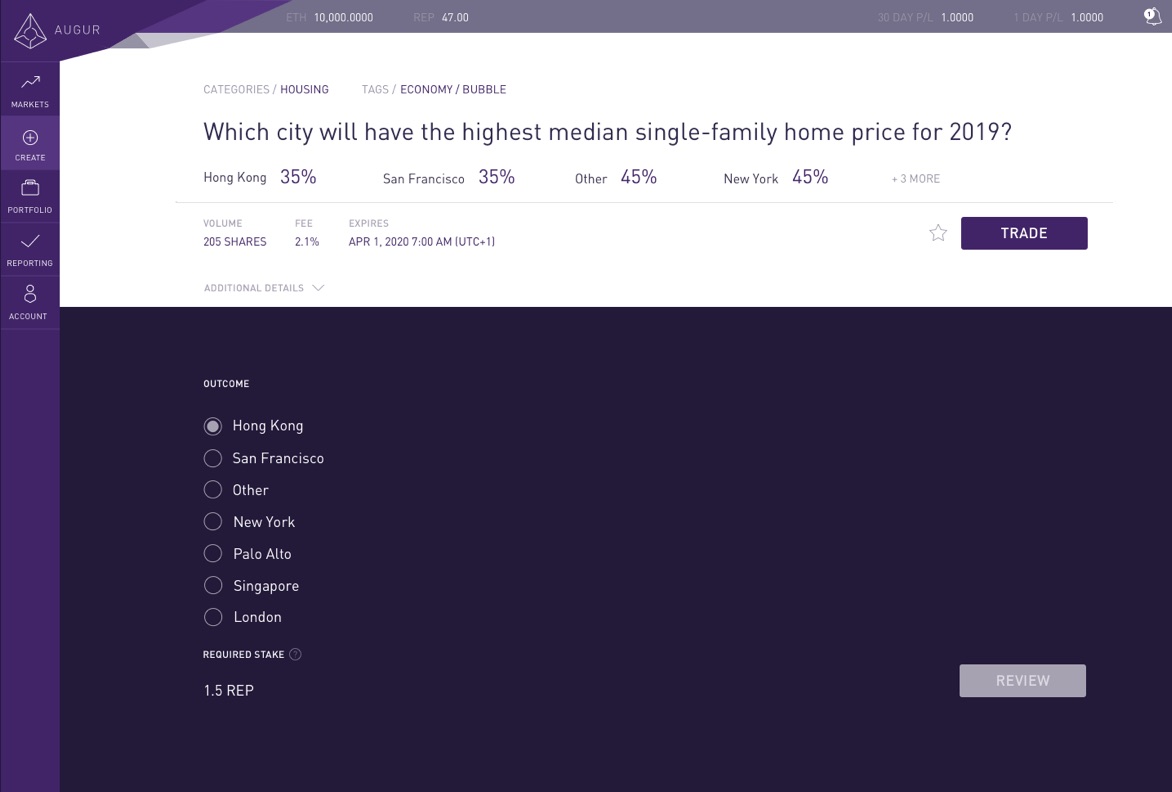 AUGUR
ETH 10,000.0000 REP 47.00 30 DAY P/L 1.0000 1 DAY P/L 1.0000 1
MARKETS
CREATE
PORTFOLIO
REPORTING
ACCOUNT
CATEGORIES / HOUSING TAGS / ECONOMY / BUBBLE
Which city will have the highest median single-family home price for 2019?
Hong Kong 35% San Francisco 35% Other 45% New York 45% + 3 MORE
VOLUME FEE EXPIRES
205 SHARES 2.1% APR 1, 2020 7:00 AM (UTC+1)
TRADE
ADDITIONAL DETAILS
OUTCOME
Hong Kong
San Francisco
Other
New York
Palo Alto
Singapore
London
REQUIRED STAKE ?
1.5 REP
REVIEW